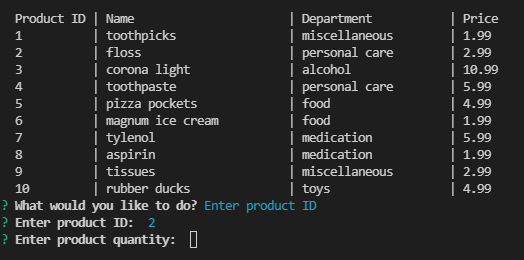 Product ID | Name | Department | Price
1 | toothpicks | miscellaneous | 1.99
2 | floss | personal care | 2.99
3 | corona light | alcohol | 10.99
4 | toothpaste | personal care | 5.99
5 | pizza pockets | food | 4.99
6 | magnum ice cream | food | 1.99
7 | tylenol | medication | 5.99
8 | aspirin | medication | 1.99
9 | tissues | miscellaneous | 2.99
10 | rubber ducks | toys | 4.99
? What would you like to do? Enter product ID
? Enter product ID: 2
? Enter product quantity: